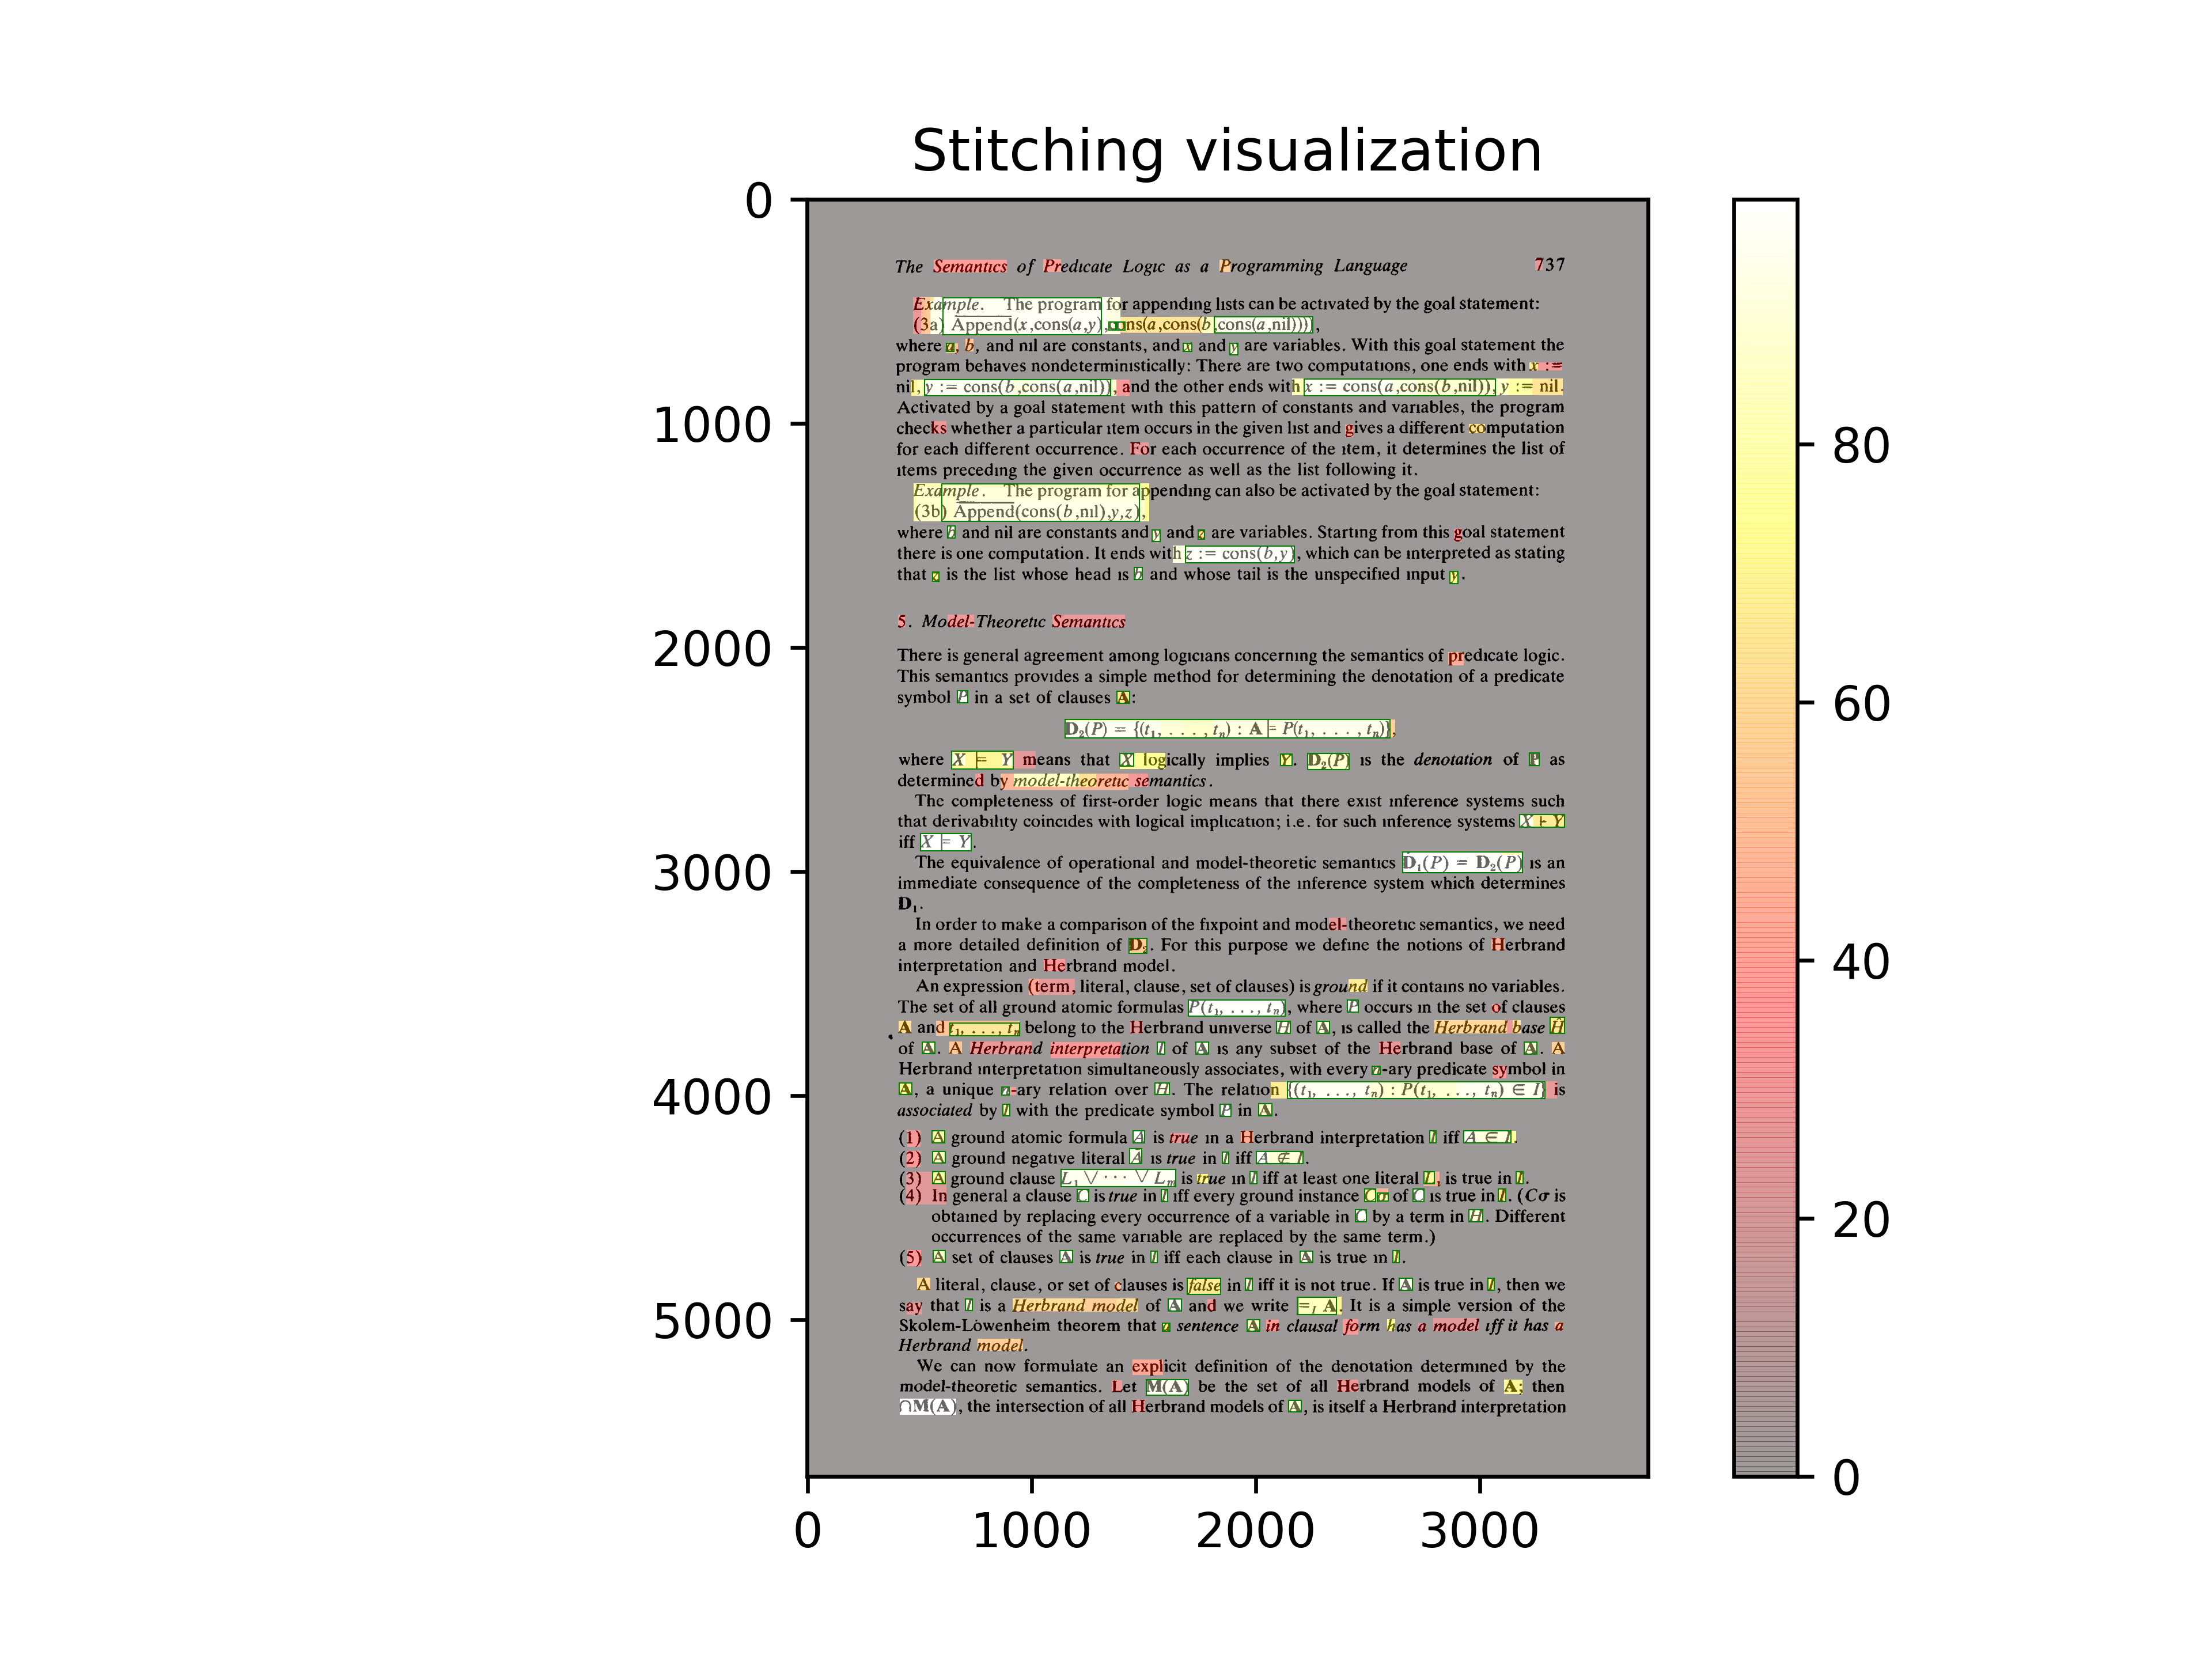 Stitching visualization
0
1000
2000
3000
4000
5000
0
1000
2000
3000
80
60
40
20
0
The Semantics of Predicate Logic as a Programming Language 737
Example. The program for appending lists can be activated by the goal statement:
(3a) Append(x,cons(a,y),cons(a,cons(b,cons(a,nil)))),
where a, b, and nil are constants, and x and y are variables. With this goal statement the
program behaves nondeterministically: There are two computations, one ends with x :=
nil, y := cons(b,cons(a,nil)), and the other ends with x := cons(a,cons(b,nil)), y := nil.
Activated by a goal statement with this pattern of constants and variables, the program
checks whether a particular item occurs in the given list and gives a different computation
for each different occurrence. For each occurrence of the item, it determines the list of
items preceding the given occurrence as well as the list following it.
Example. The program for appending can also be activated by the goal statement:
(3b) Append(cons(b,nil),y,z),
where b and nil are constants and y and z are variables. Starting from this goal statement
there is one computation. It ends with z := cons(b,y), which can be interpreted as stating
that z is the list whose head is b and whose tail is the unspecified input y.
5. Model-Theoretic Semantics
There is general agreement among logicians concerning the semantics of predicate logic.
This semantics provides a simple method for determining the denotation of a predicate
symbol P in a set of clauses A:
D₂(P) = {(t₁, . . . , tₙ) : A ⊨ P(t₁, . . . , tₙ)},
where X ⊨ Y means that X logically implies Y. D₂(P) is the denotation of P as
determined by model-theoretic semantics.
The completeness of first-order logic means that there exist inference systems such
that derivability coincides with logical implication; i.e. for such inference systems X ⊢ Y
iff X ⊨ Y.
The equivalence of operational and model-theoretic semantics D₁(P) = D₂(P) is an
immediate consequence of the completeness of the inference system which determines
D₁.
In order to make a comparison of the fixpoint and model-theoretic semantics, we need
a more detailed definition of D₂. For this purpose we define the notions of Herbrand
interpretation and Herbrand model.
An expression (term, literal, clause, set of clauses) is ground if it contains no variables.
The set of all ground atomic formulas P(t₁, . . . , tₙ), where P occurs in the set of clauses
A and t₁, . . . , tₙ belong to the Herbrand universe H of A, is called the Herbrand base Ĥ
of A. A Herbrand interpretation I of A is any subset of the Herbrand base of A. A
Herbrand interpretation simultaneously associates, with every n-ary predicate symbol in
A, a unique n-ary relation over H. The relation {(t₁, . . . , tₙ) : P(t₁, . . . , tₙ) ∈ I} is
associated by I with the predicate symbol P in A.
(1) A ground atomic formula A is true in a Herbrand interpretation I iff A ∈ I.
(2) A ground negative literal Ā is true in I iff A ∉ I.
(3) A ground clause L₁ ∨ ··· ∨ Lₘ is true in I iff at least one literal Lᵢ is true in I.
(4) In general a clause C is true in I iff every ground instance Cσ of C is true in I. (Cσ is
obtained by replacing every occurrence of a variable in C by a term in H. Different
occurrences of the same variable are replaced by the same term.)
(5) A set of clauses A is true in I iff each clause in A is true in I.
A literal, clause, or set of clauses is false in I iff it is not true. If A is true in I, then we
say that I is a Herbrand model of A and we write ⊨_I A. It is a simple version of the
Skolem-Löwenheim theorem that a sentence A in clausal form has a model iff it has a
Herbrand model.
We can now formulate an explicit definition of the denotation determined by the
model-theoretic semantics. Let M(A) be the set of all Herbrand models of A; then
∩M(A), the intersection of all Herbrand models of A, is itself a Herbrand interpretation